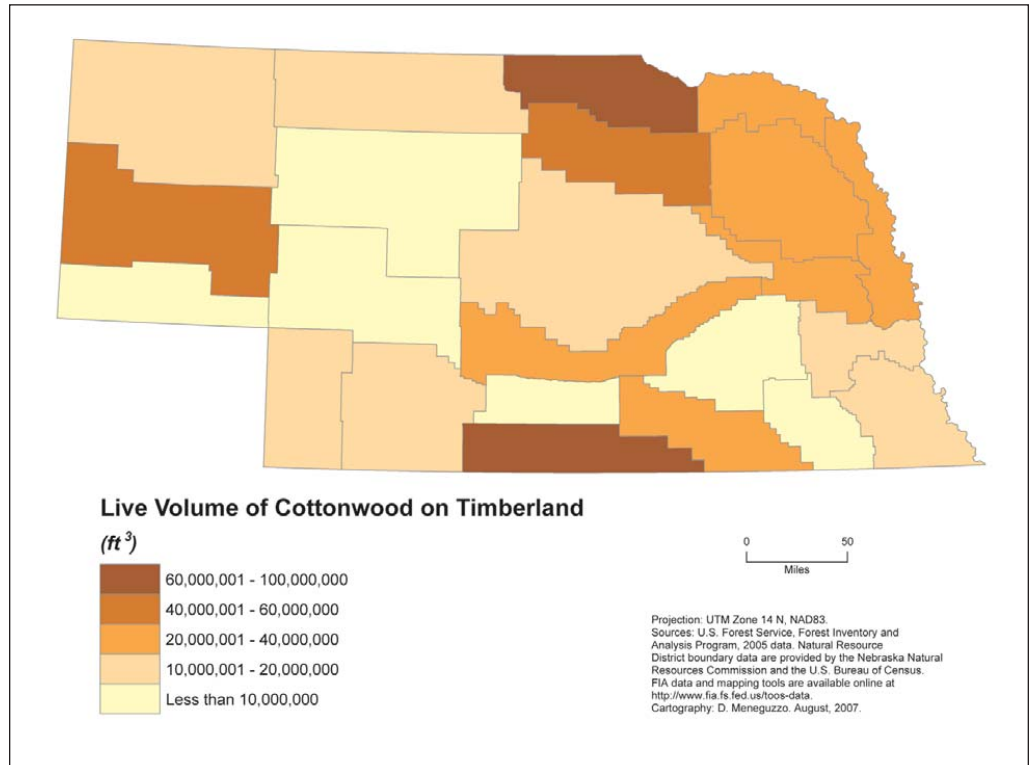 Live Volume of Cottonwood on Timberland
(ft³)
60,000,001 - 100,000,000
40,000,001 - 60,000,000
20,000,001 - 40,000,000
10,000,001 - 20,000,000
Less than 10,000,000
0 50
Miles
Projection: UTM Zone 14 N, NAD83.
Sources: U.S. Forest Service, Forest Inventory and
Analysis Program, 2005 data. Natural Resource
District boundary data are provided by the Nebraska Natural
Resources Commission and the U.S. Bureau of Census.
FIA data and mapping tools are available online at
http://www.fia.fs.fed.us/toos-data.
Cartography: D. Meneguzzo. August, 2007.